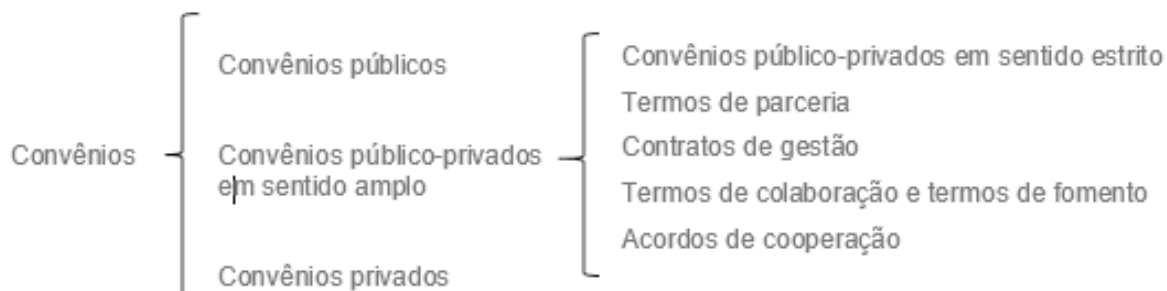 Convênios
Convênios públicos
Convênios público-privados
em sentido amplo
Convênios privados
Convênios público-privados em sentido estrito
Termos de parceria
Contratos de gestão
Termos de colaboração e termos de fomento
Acordos de cooperação